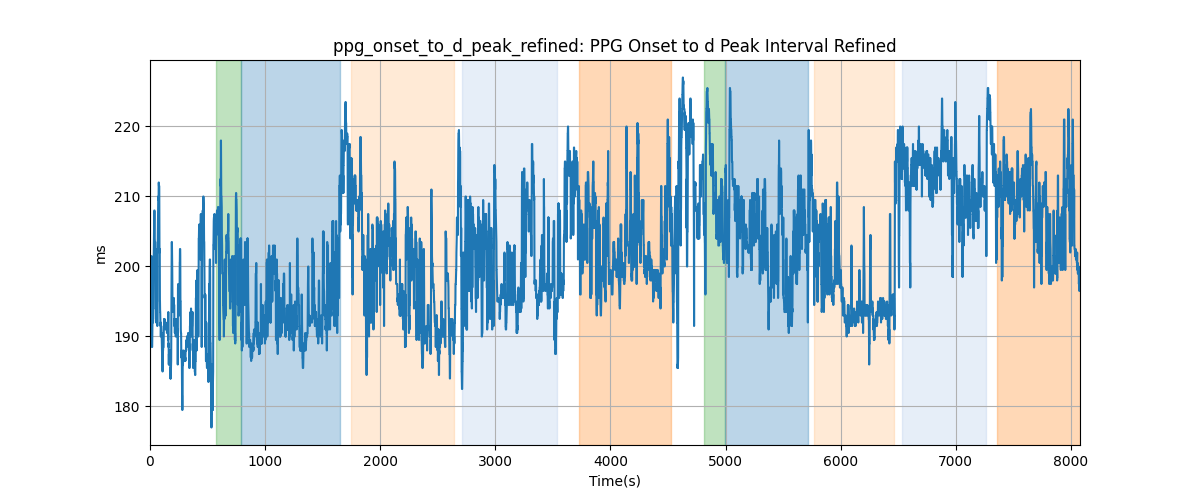 ppg_onset_to_d_peak_refined: PPG Onset to d Peak Interval Refined
ms
220
210
200
190
180
0 1000 2000 3000 4000 5000 6000 7000 8000
Time(s)